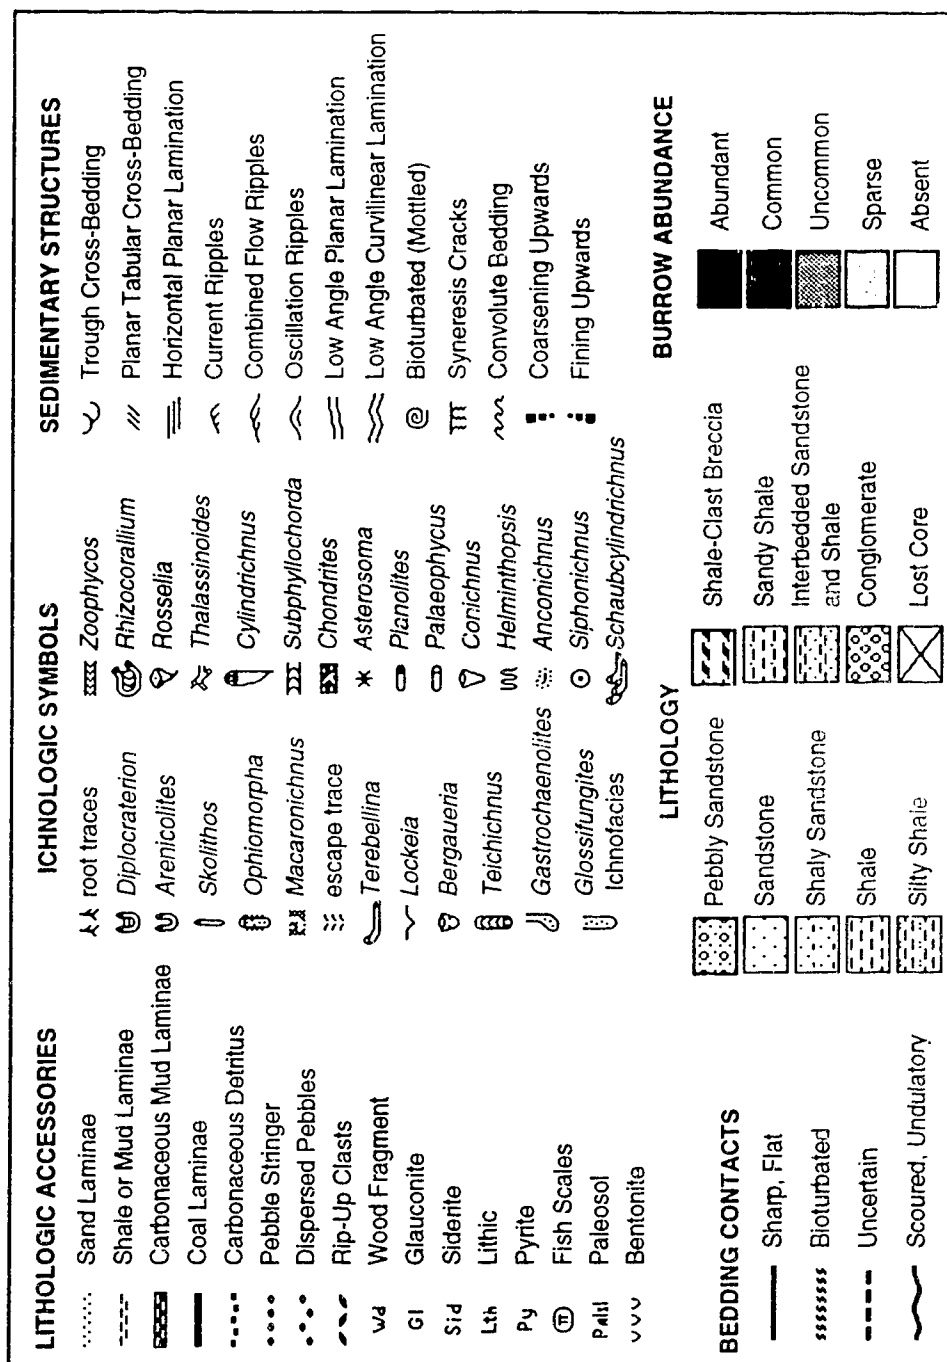 LITHOLOGIC ACCESSORIES
Sand Laminae
Shale or Mud Laminae
Carbonaceous Mud Laminae
Coal Laminae
Carbonaceous Detritus
Pebble Stringer
Dispersed Pebbles
Rip-Up Clasts
Wd Wood Fragment
Gl Glauconite
Sid Siderite
Lth Lithic
Py Pyrite
Fish Scales
Palsl Paleosol
Bentonite
ICHNOLOGIC SYMBOLS
root traces
Diplocraterion
Arenicolites
Skolithos
Ophiomorpha
Macaronichnus
escape trace
Terebellina
Lockeia
Bergaueria
Teichichnus
Gastrochaenolites
Glossifungites
Ichnofacies
Zoophycos
Rhizocorallium
Rosselia
Thalassinoides
Cylindrichnus
Subphyllochorda
Chondrites
Asterosoma
Planolites
Palaeophycus
Conichnus
Helminthopsis
Anconichnus
Siphonichnus
Schaubcylindrichnus
SEDIMENTARY STRUCTURES
Trough Cross-Bedding
Planar Tabular Cross-Bedding
Horizontal Planar Lamination
Current Ripples
Combined Flow Ripples
Oscillation Ripples
Low Angle Planar Lamination
Low Angle Curvilinear Lamination
Bioturbated (Mottled)
Syneresis Cracks
Convolute Bedding
Coarsening Upwards
Fining Upwards
BEDDING CONTACTS
Sharp, Flat
Bioturbated
Uncertain
Scoured, Undulatory
LITHOLOGY
Pebbly Sandstone
Sandstone
Shaly Sandstone
Shale
Silty Shale
Shale-Clast Breccia
Sandy Shale
Interbedded Sandstone
and Shale
Conglomerate
Lost Core
BURROW ABUNDANCE
Abundant
Common
Uncommon
Sparse
Absent